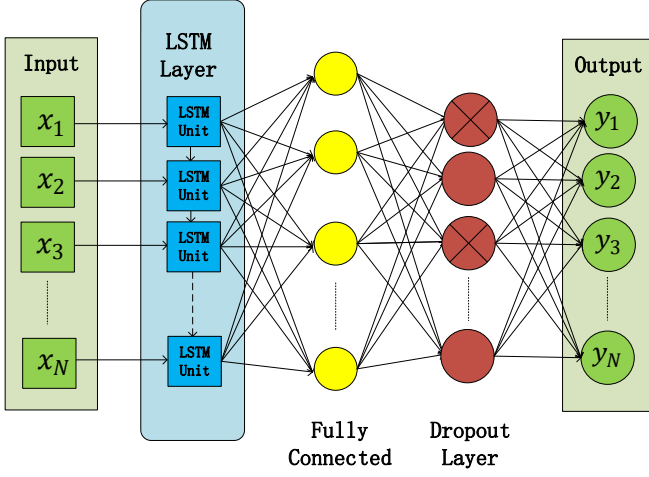 Input
x1
x2
x3
xN
LSTM
Layer
LSTM
Unit
LSTM
Unit
LSTM
Unit
LSTM
Unit
Fully
Connected
Dropout
Layer
Output
y1
y2
y3
yN